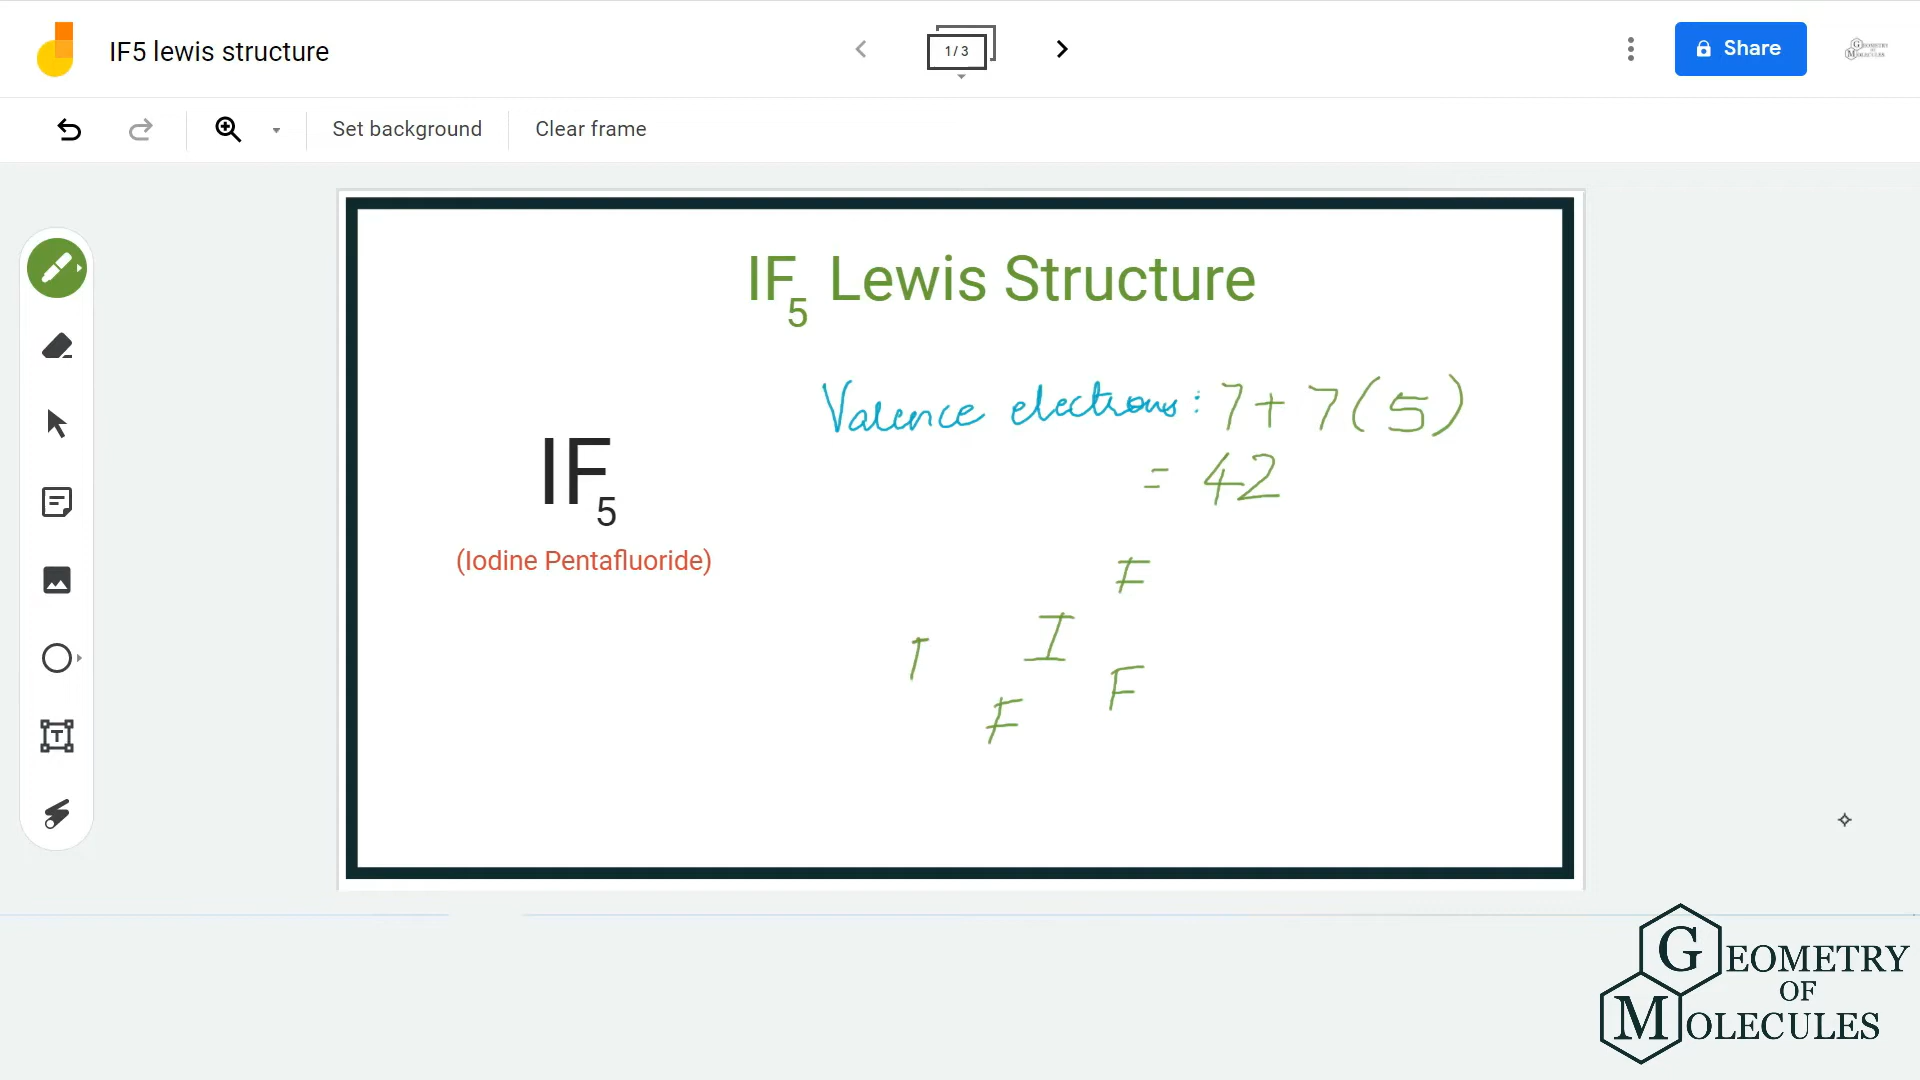 IF5 lewis structure
1 / 3
Share
Set background
Clear frame
IF5 Lewis Structure
Valence electrons: 7 + 7 ( 5 )
= 42
IF5
(Iodine Pentafluoride)
F
I
F
F
GEOMETRY
OF
MOLECULES